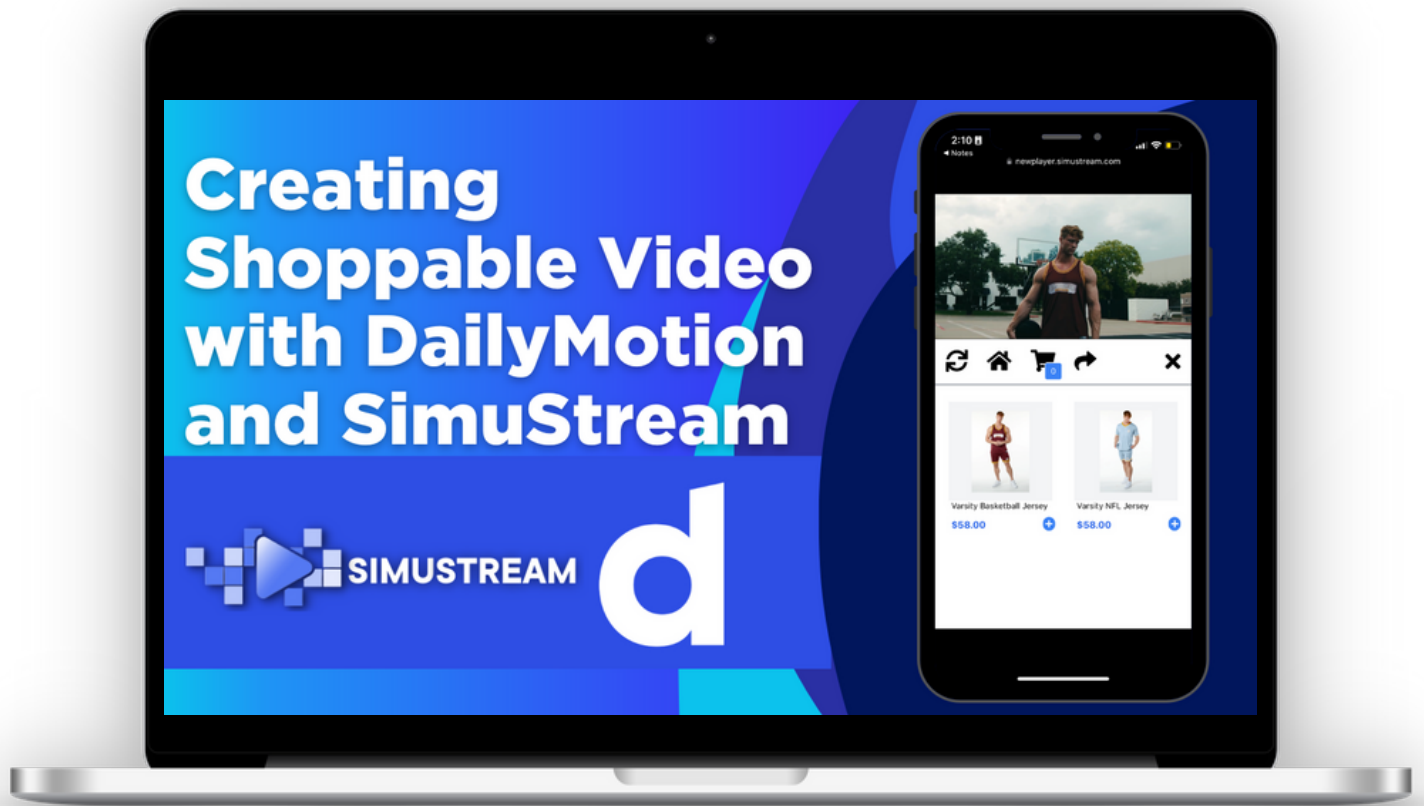 Creating
Shoppable Video
with DailyMotion
and SimuStream
SIMUSTREAM
d
2:10
Notes
newplayer.simustream.com
0
Varsity Basketball Jersey
$58.00
Varsity NFL Jersey
$58.00